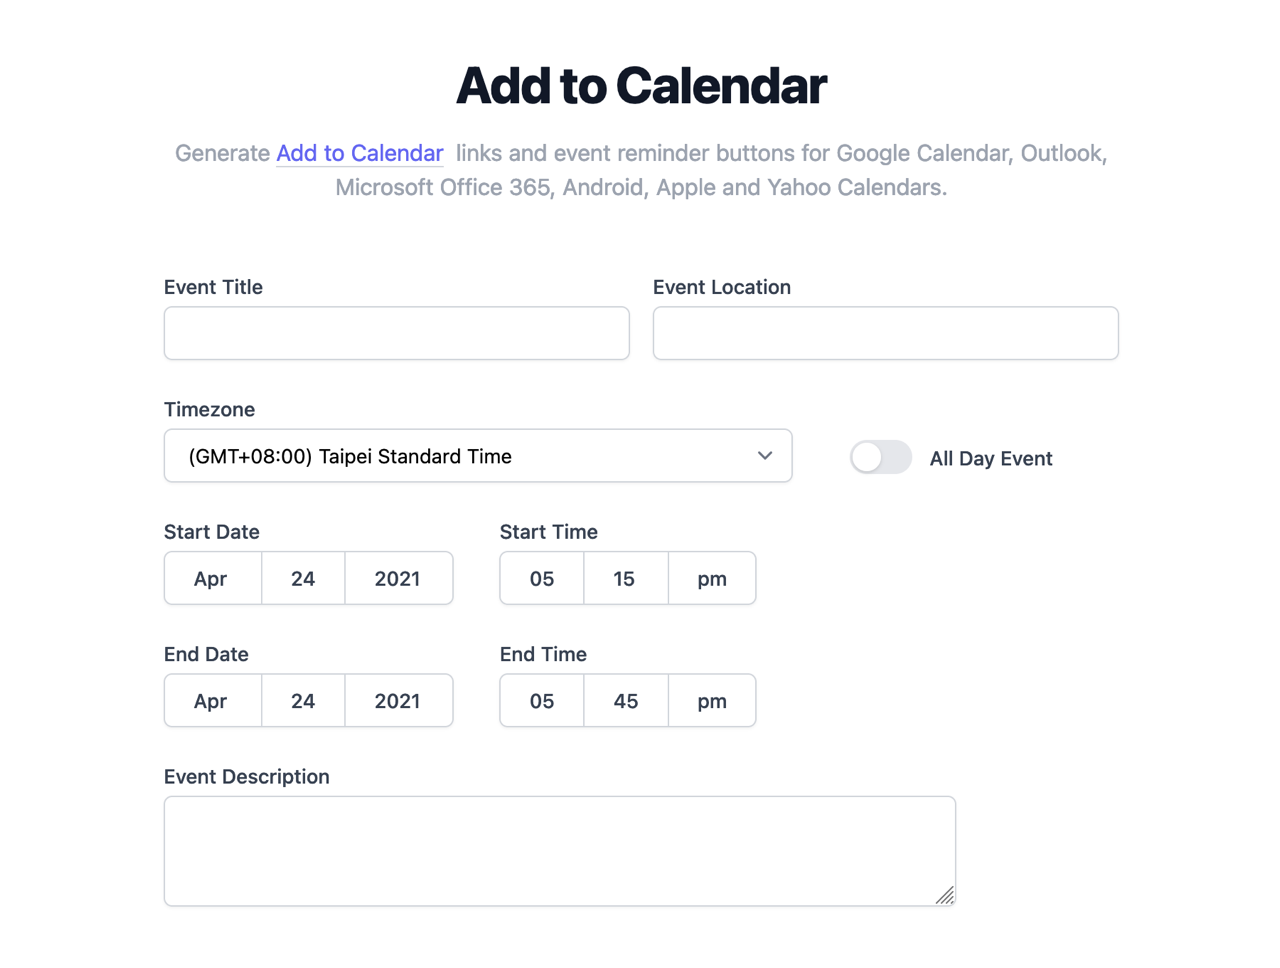 Add to Calendar
Generate Add to Calendar links and event reminder buttons for Google Calendar, Outlook,
Microsoft Office 365, Android, Apple and Yahoo Calendars.
Event Title
Event Location
Timezone
(GMT+08:00) Taipei Standard Time
All Day Event
Start Date
Start Time
Apr 24 2021
05 15 pm
End Date
End Time
Apr 24 2021
05 45 pm
Event Description